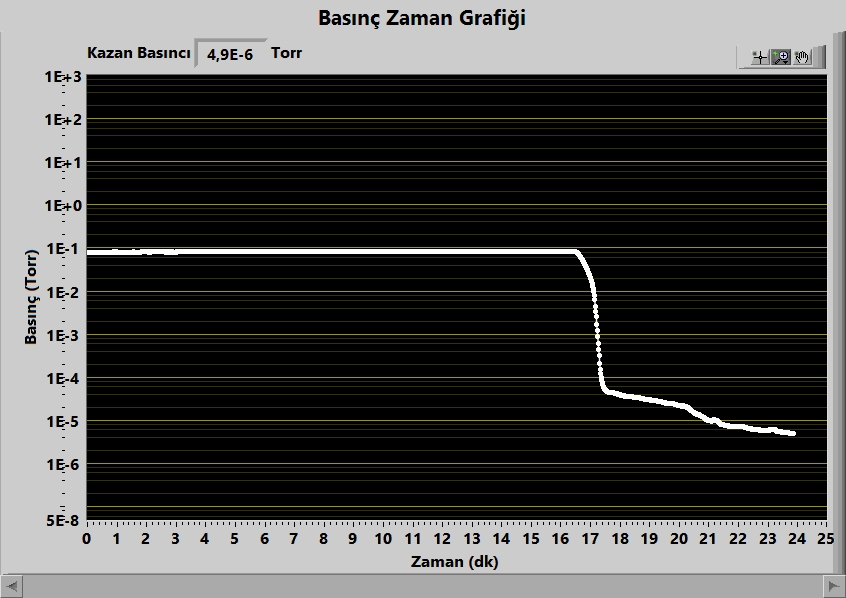 Basınç Zaman Grafiği
Kazan Basıncı 4,9E-6 Torr
1E+3
1E+2
1E+1
1E+0
1E-1
1E-2
1E-3
1E-4
1E-5
1E-6
5E-8
Basınç (Torr)
0 1 2 3 4 5 6 7 8 9 10 11 12 13 14 15 16 17 18 19 20 21 22 23 24 25
Zaman (dk)